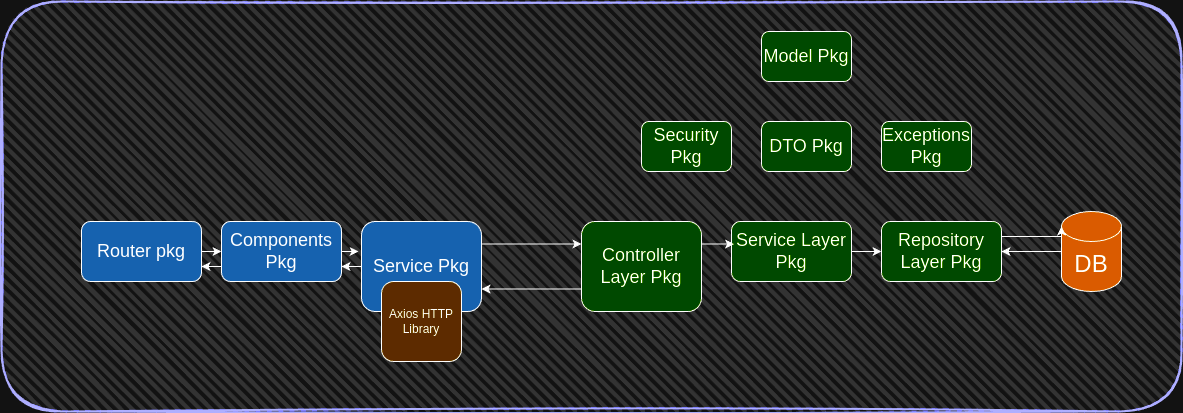 Model Pkg
Security
Pkg
DTO Pkg
Exceptions
Pkg
Router pkg
Components
Pkg
Service Pkg
Axios HTTP
Library
Controller
Layer Pkg
Service Layer
Pkg
Repository
Layer Pkg
DB